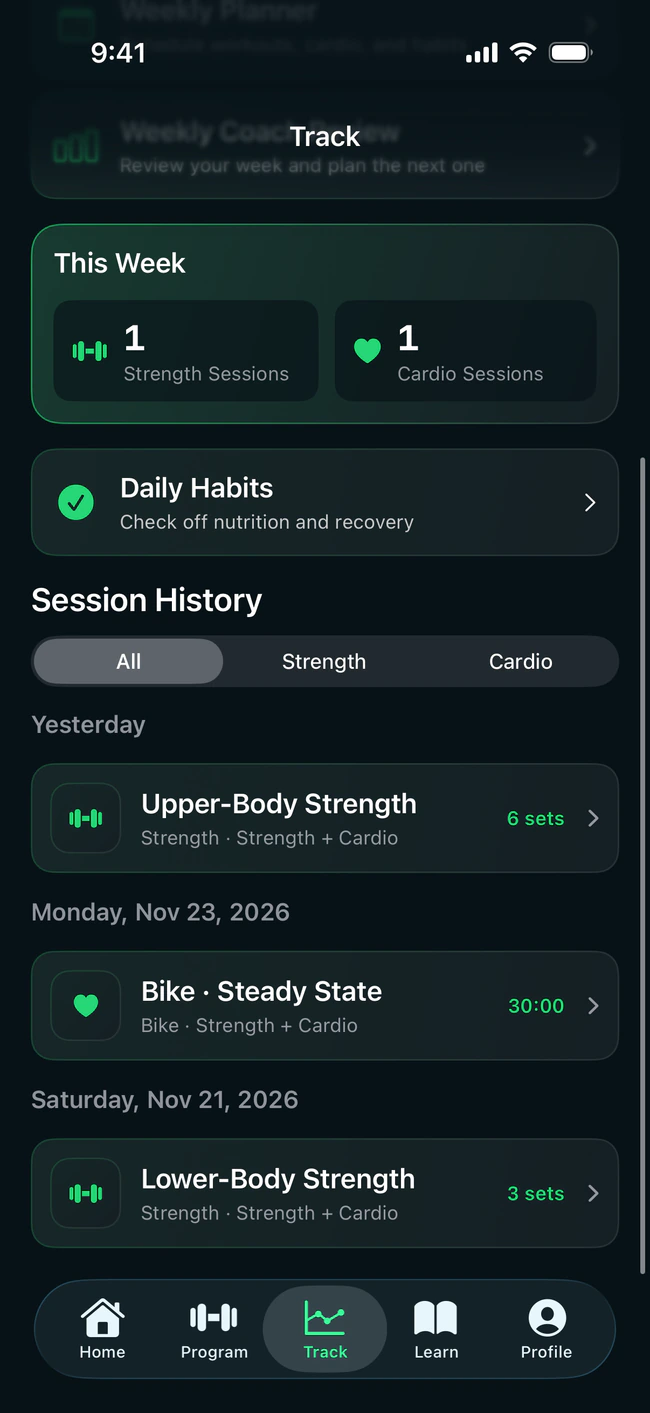 Weekly Planner
9:41
Weekly Coach Review
Track
Review your week and plan the next one
This Week
1
Strength Sessions
1
Cardio Sessions
Daily Habits
Check off nutrition and recovery
Session History
All
Strength
Cardio
Yesterday
Upper-Body Strength
Strength · Strength + Cardio
6 sets
Monday, Nov 23, 2026
Bike · Steady State
Bike · Strength + Cardio
30:00
Saturday, Nov 21, 2026
Lower-Body Strength
Strength · Strength + Cardio
3 sets
Home
Program
Track
Learn
Profile